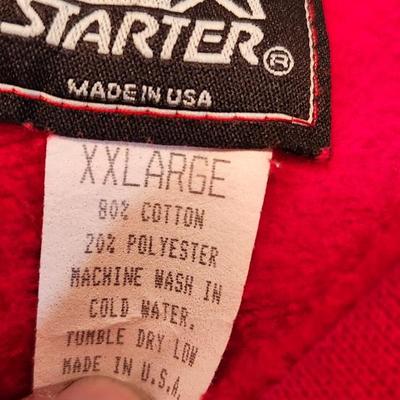 STARTER®
MADE IN USA
XXLARGE
80% COTTON
20% POLYESTER
MACHINE WASH IN
COLD WATER.
TUMBLE DRY LOW
MADE IN U.S.A.